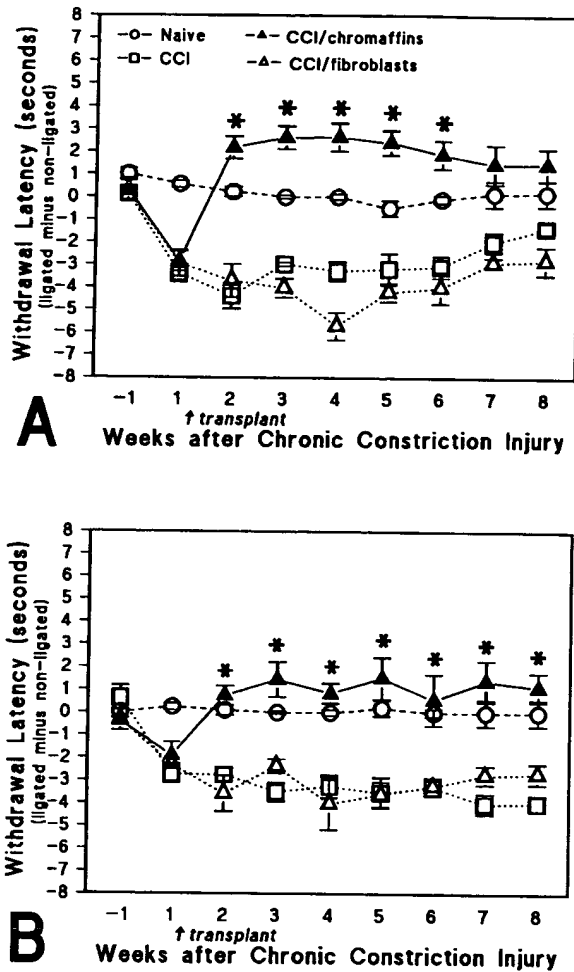 8
7
6
5
4
3
2
1
0
-1
-2
-3
-4
-5
-6
-7
-8
Withdrawal Latency (seconds)
(ligated minus non-ligated)
Naive
CCI
CCI/chromaffins
CCI/fibroblasts
* * * * *
-1 1 2 3 4 5 6 7 8
↑ transplant
A
Weeks after Chronic Constriction Injury
8
7
6
5
4
3
2
1
0
-1
-2
-3
-4
-5
-6
-7
-8
Withdrawal Latency (seconds)
(ligated minus non-ligated)
* * * * * * *
-1 1 2 3 4 5 6 7 8
↑ transplant
B
Weeks after Chronic Constriction Injury